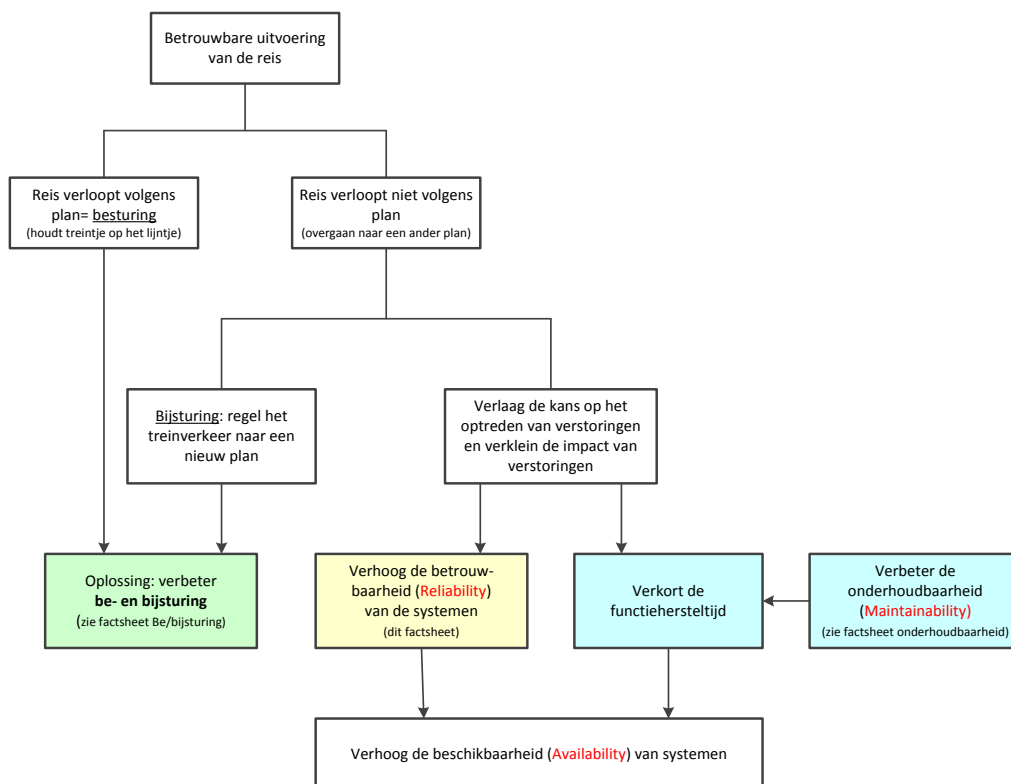 Betrouwbare uitvoering
van de reis
Reis verloopt volgens
plan= besturing
(houdt treintje op het lijntje)
Reis verloopt niet volgens
plan
(overgaan naar een ander plan)
Bijsturing: regel het
treinverkeer naar een
nieuw plan
Verlaag de kans op het
optreden van verstoringen
en verklein de impact van
verstoringen
Oplossing: verbeter
be- en bijsturing
(zie factsheet Be/bijsturing)
Verhoog de betrouw-
baarheid (Reliability)
van de systemen
(dit factsheet)
Verkort de
functiehersteltijd
Verbeter de
onderhoudbaarheid
(Maintainability)
(zie factsheet onderhoudbaarheid)
Verhoog de beschikbaarheid (Availability) van systemen